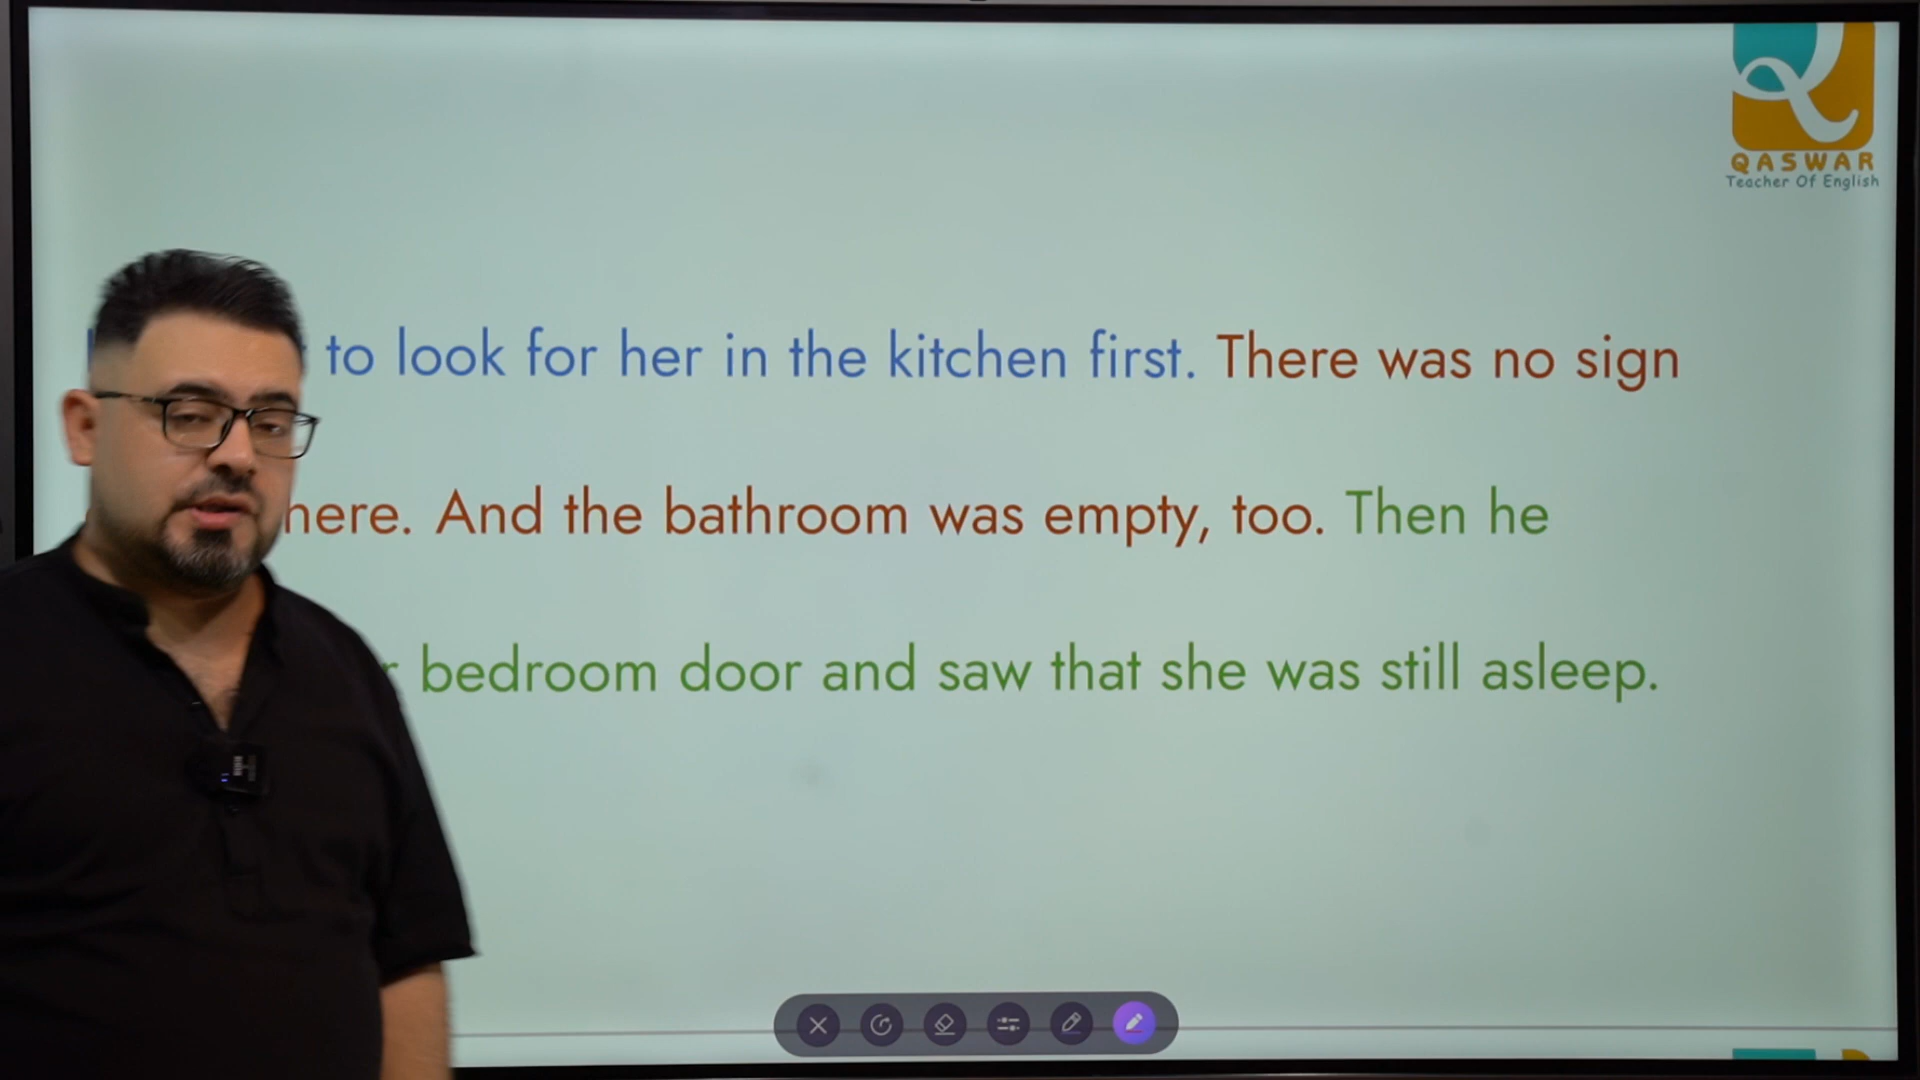 QASWAR
Teacher Of English
to look for her in the kitchen first. There was no sign
here. And the bathroom was empty, too. Then he
bedroom door and saw that she was still asleep.